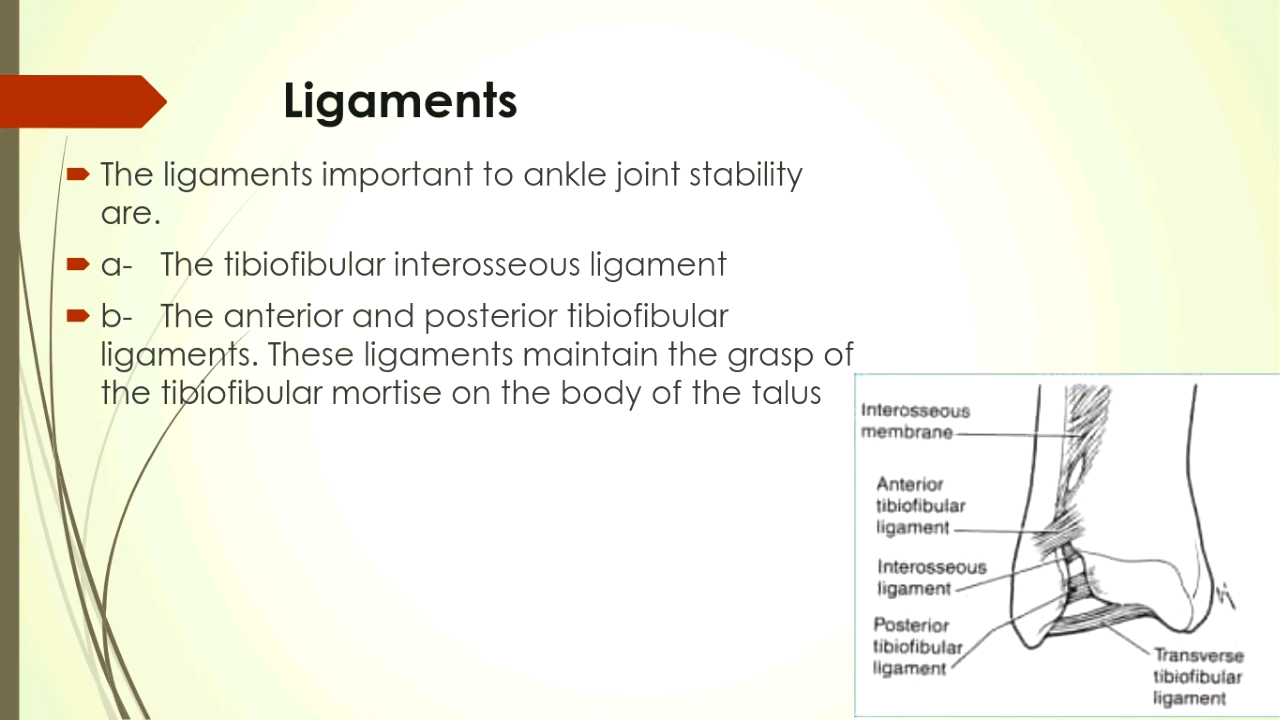 Ligaments
The ligaments important to ankle joint stability
are.
a- The tibiofibular interosseous ligament
b- The anterior and posterior tibiofibular
ligaments. These ligaments maintain the grasp of
the tibiofibular mortise on the body of the talus
Interosseous
membrane
Anterior
tibiofibular
ligament
Interosseous
ligament
Posterior
tibiofibular
ligament
Transverse
tibiofibular
ligament